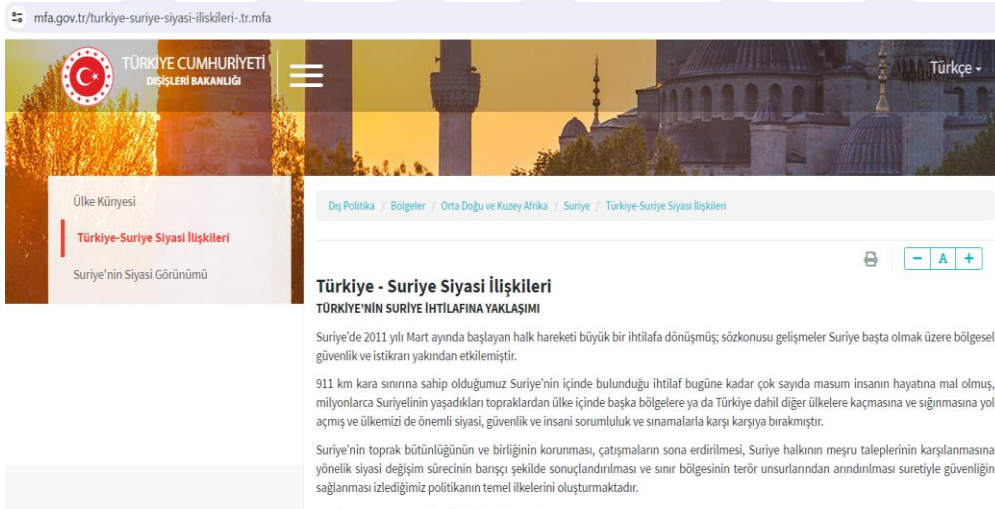 mfa.gov.tr/turkiye-suriye-siyasi-iliskileri-.tr.mfa
TÜRKİYE CUMHURİYETİ
DIŞİŞLERİ BAKANLIĞI
Türkçe
Ülke Künyesi
Türkiye-Suriye Siyasi İlişkileri
Suriye'nin Siyasi Görünümü
Dış Politika / Bölgeler / Orta Doğu ve Kuzey Afrika / Suriye / Türkiye-Suriye Siyasi İlişkileri
- A +
Türkiye - Suriye Siyasi İlişkileri
TÜRKİYE'NİN SURİYE İHTİLAFINA YAKLAŞIMI
Suriye'de 2011 yılı Mart ayında başlayan halk hareketi büyük bir ihtilafa dönüşmüş; sözkonusu gelişmeler Suriye başta olmak üzere bölgesel
güvenlik ve istikrarı yakından etkilemiştir.
911 km kara sınırına sahip olduğumuz Suriye'nin içinde bulunduğu ihtilaf bugüne kadar çok sayıda masum insanın hayatına mal olmuş,
milyonlarca Suriyelinin yaşadıkları topraklardan ülke içinde başka bölgelere ya da Türkiye dahil diğer ülkelere kaçmasına ve sığınmasına yol
açmış ve ülkemizi de önemli siyasi, güvenlik ve insani sorumluluk ve sınamalarla karşı karşıya bırakmıştır.
Suriye'nin toprak bütünlüğünün ve birliğinin korunması, çatışmaların sona erdirilmesi, Suriye halkının meşru taleplerinin karşılanmasına
yönelik siyasi değişim sürecinin barışçı şekilde sonuçlandırılması ve sınır bölgesinin terör unsurlarından arındırılması suretiyle güvenliğin
sağlanması izlediğimiz politikanın temel ilkelerini oluşturmaktadır.